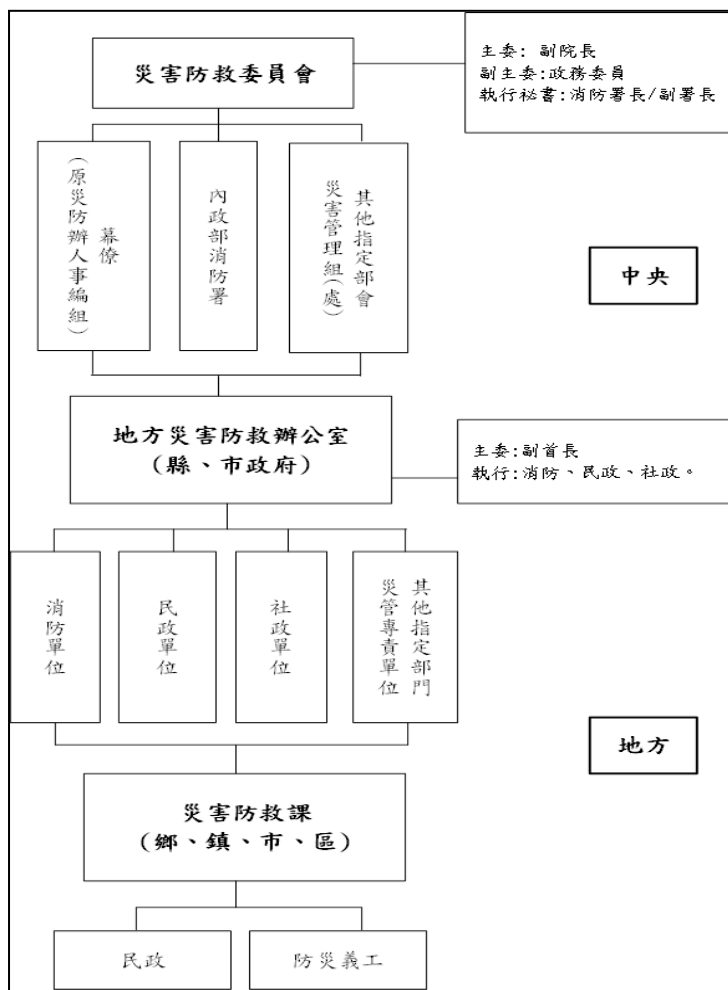 災害防救委員會
主委: 副院長
副主委:政務委員
執行祕書:消防署長/副署長
幕僚
(原災防辦人事編組)
內政部消防署
其他指定部會
災害管理組(處)
中央
地方災害防救辦公室
(縣、市政府)
主委:副首長
執行:消防、民政、社政。
消防單位
民政單位
社政單位
其他指定部門
災管專責單位
地方
災害防救課
(鄉、鎮、市、區)
民政
防災義工